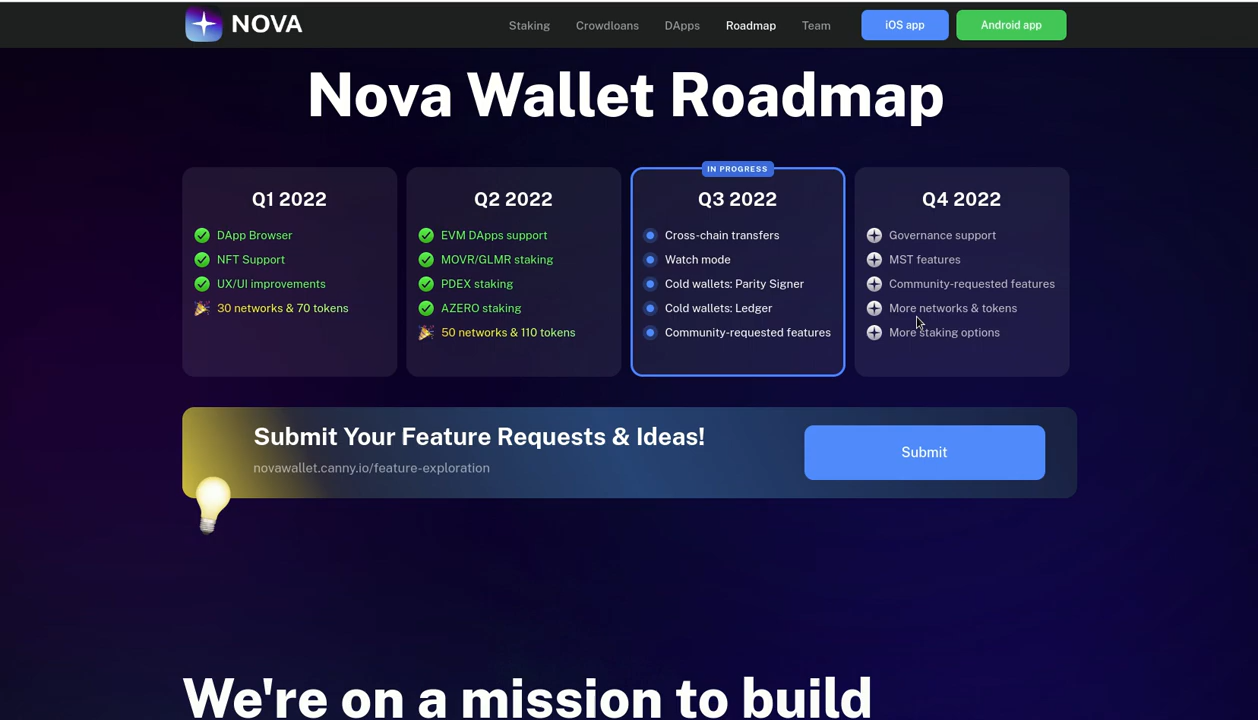 NOVA
Staking
Crowdloans
DApps
Roadmap
Team
iOS app
Android app
Nova Wallet Roadmap
Q1 2022
DApp Browser
NFT Support
UX/UI improvements
30 networks & 70 tokens
Q2 2022
EVM DApps support
MOVR/GLMR staking
PDEX staking
AZERO staking
50 networks & 110 tokens
IN PROGRESS
Q3 2022
Cross-chain transfers
Watch mode
Cold wallets: Parity Signer
Cold wallets: Ledger
Community-requested features
Q4 2022
Governance support
MST features
Community-requested features
More networks & tokens
More staking options
Submit Your Feature Requests & Ideas!
novawallet.canny.io/feature-exploration
Submit
We're on a mission to build